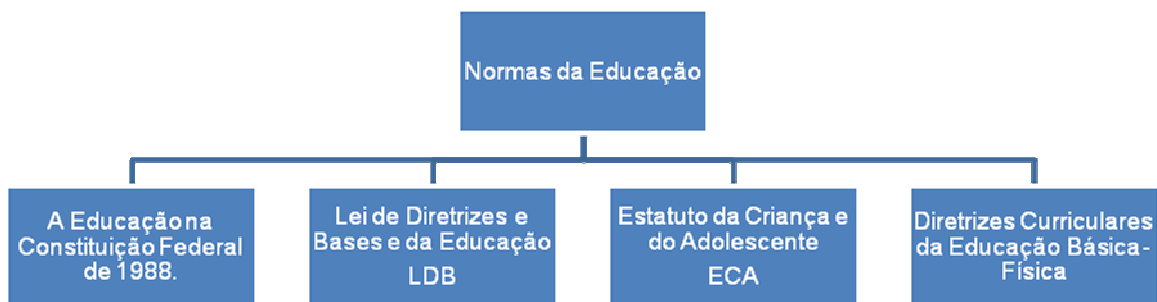 Normas da Educação
A Educação na
Constituição Federal
de 1988.
Lei de Diretrizes e
Bases e da Educação
LDB
Estatuto da Criança e
do Adolescente
ECA
Diretrizes Curriculares
da Educação Básica-
Física